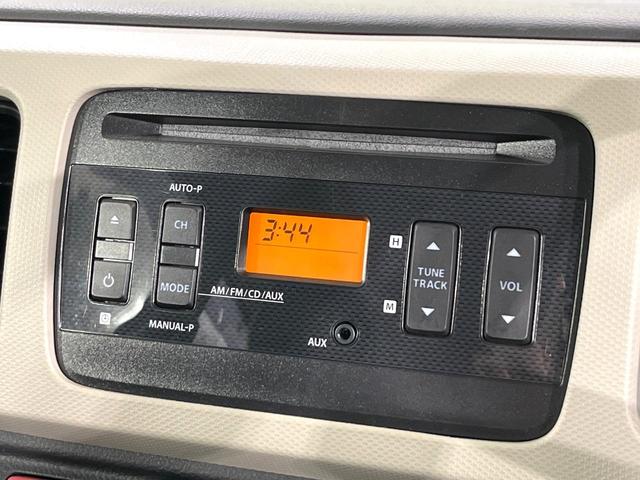 AUTO-P
CH
MODE
AM/FM/CD/AUX
MANUAL-P
3:44
AUX
H
TUNE
TRACK
M
VOL